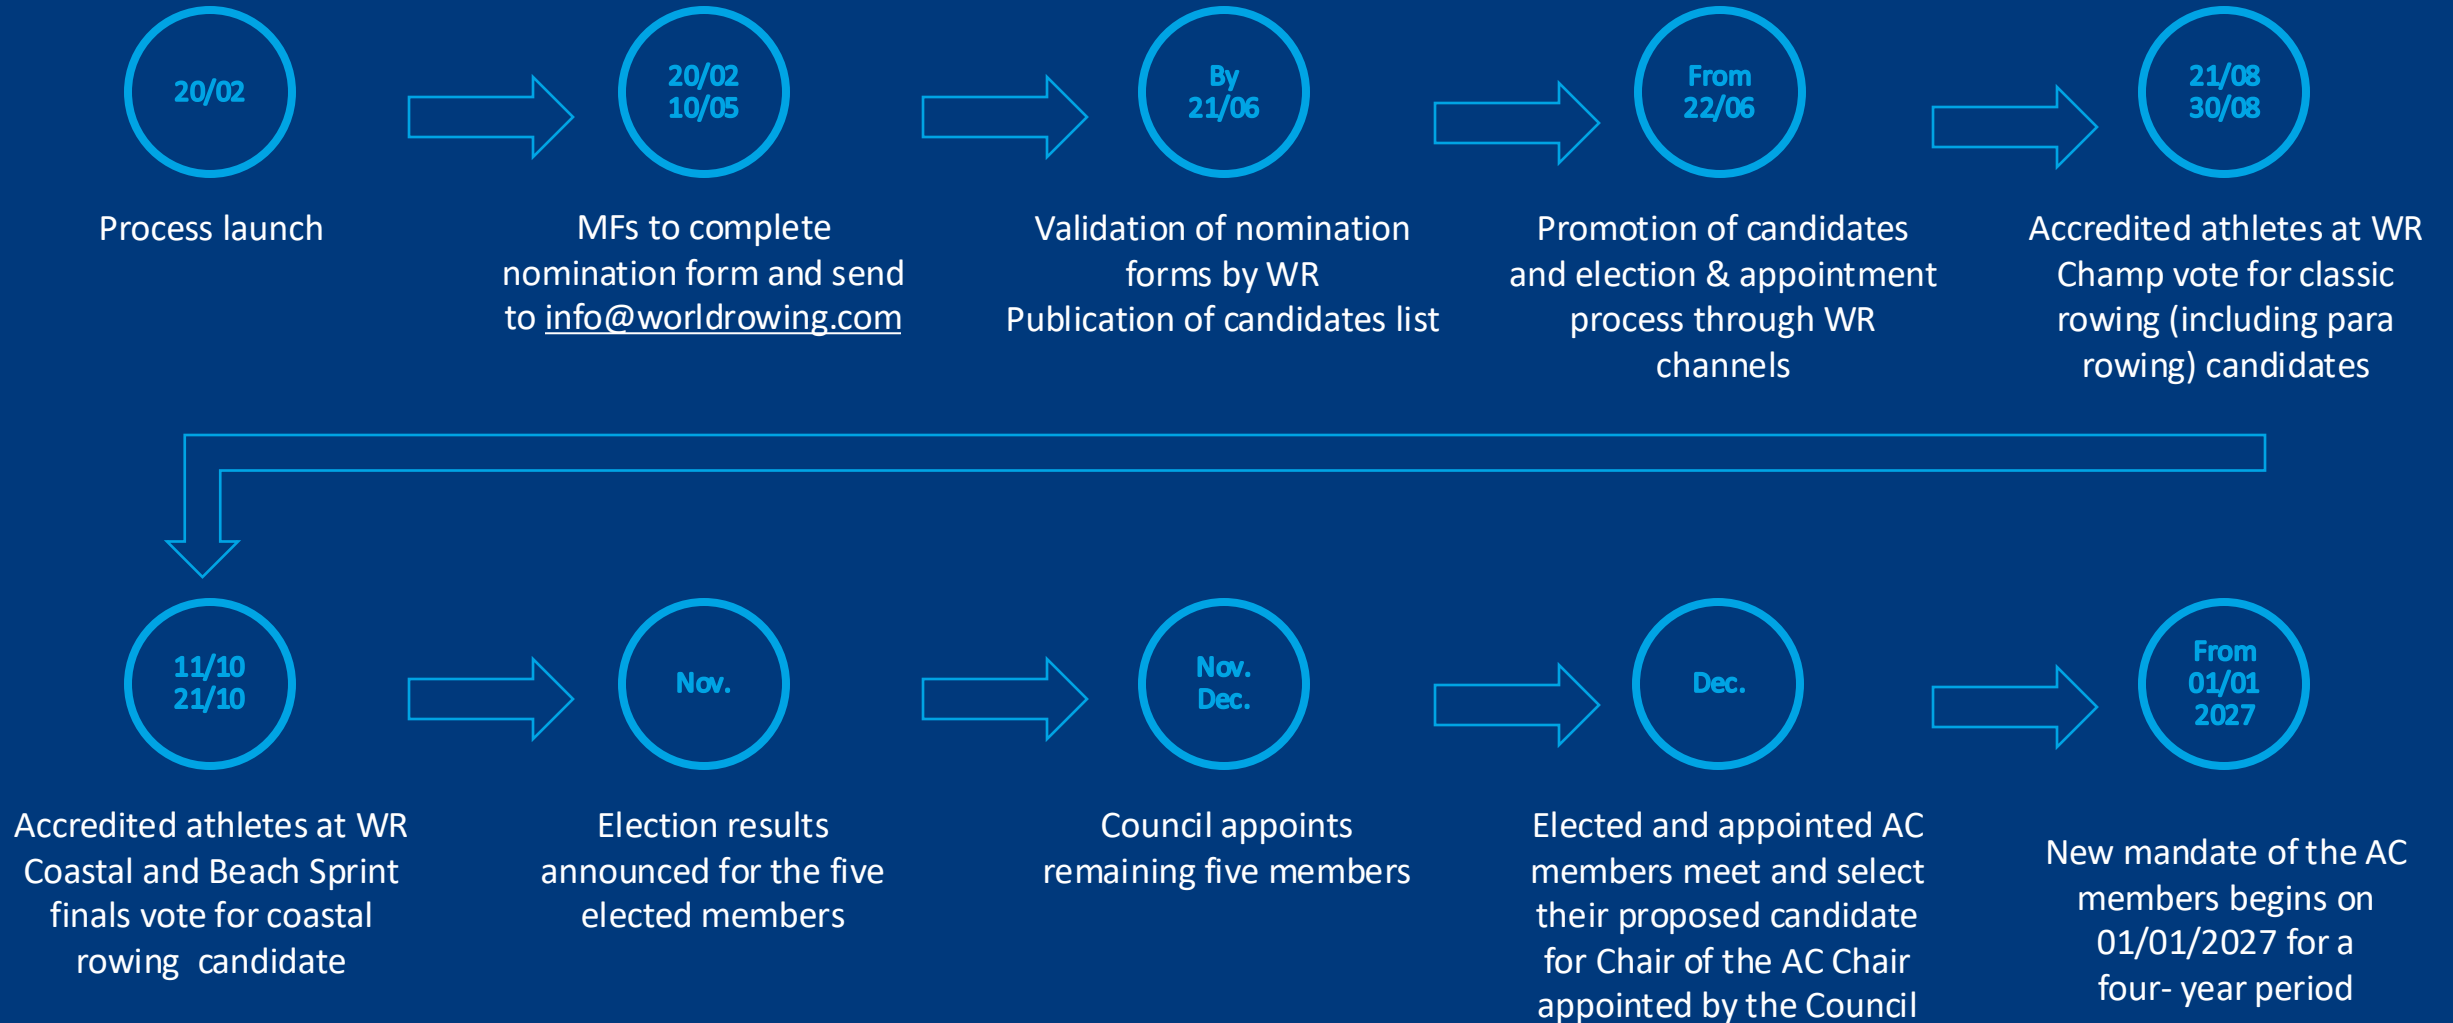 20/02
Process launch
20/02
10/05
MFs to complete
nomination form and send
to info@worldrowing.com
By
21/06
Validation of nomination
forms by WR
Publication of candidates list
From
22/06
Promotion of candidates
and election & appointment
process through WR
channels
21/08
30/08
Accredited athletes at WR
Champ vote for classic
rowing (including para
rowing) candidates
11/10
21/10
Accredited athletes at WR
Coastal and Beach Sprint
finals vote for coastal
rowing candidate
Nov.
Election results
announced for the five
elected members
Nov.
Dec.
Council appoints
remaining five members
Dec.
Elected and appointed AC
members meet and select
their proposed candidate
for Chair of the AC Chair
appointed by the Council
From
01/01
2027
New mandate of the AC
members begins on
01/01/2027 for a
four- year period